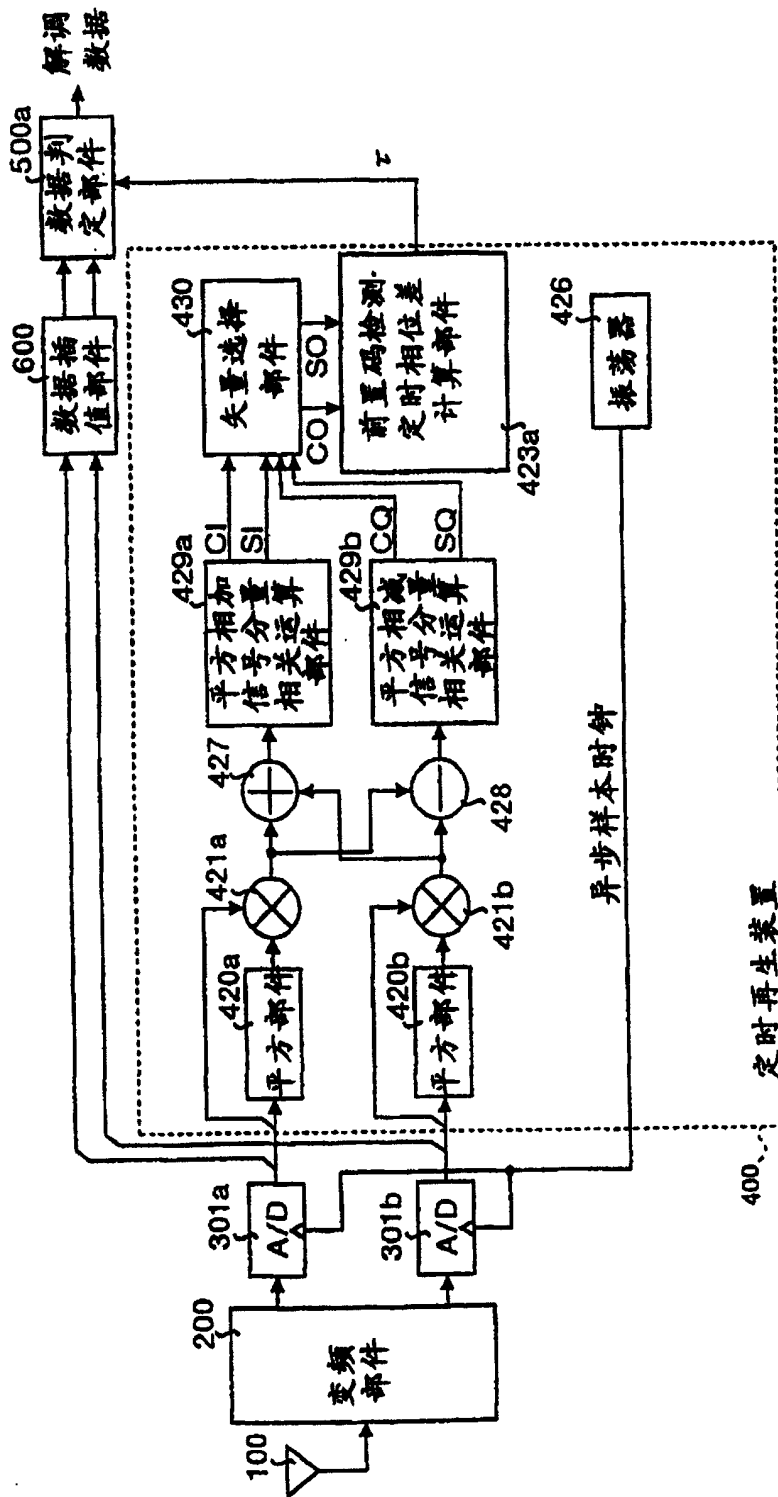 100
200
变频
部件
301a
A/D
301b
A/D
420a
平方部件
420b
平方部件
421a
421b
427
428
429a
平方相加
信号分量
相关运算
部件
429b
平方相减
信号分量
相关运算
部件
CI
SI
CQ
SQ
430
矢量选择
部件
CO
SO
前置码检测·
定时相位差
计算部件
423a
426
振荡器
异步样本时钟
定时再生装置
400
600
数据插
值部件
500a
数据判
定部件
τ
解调
数据